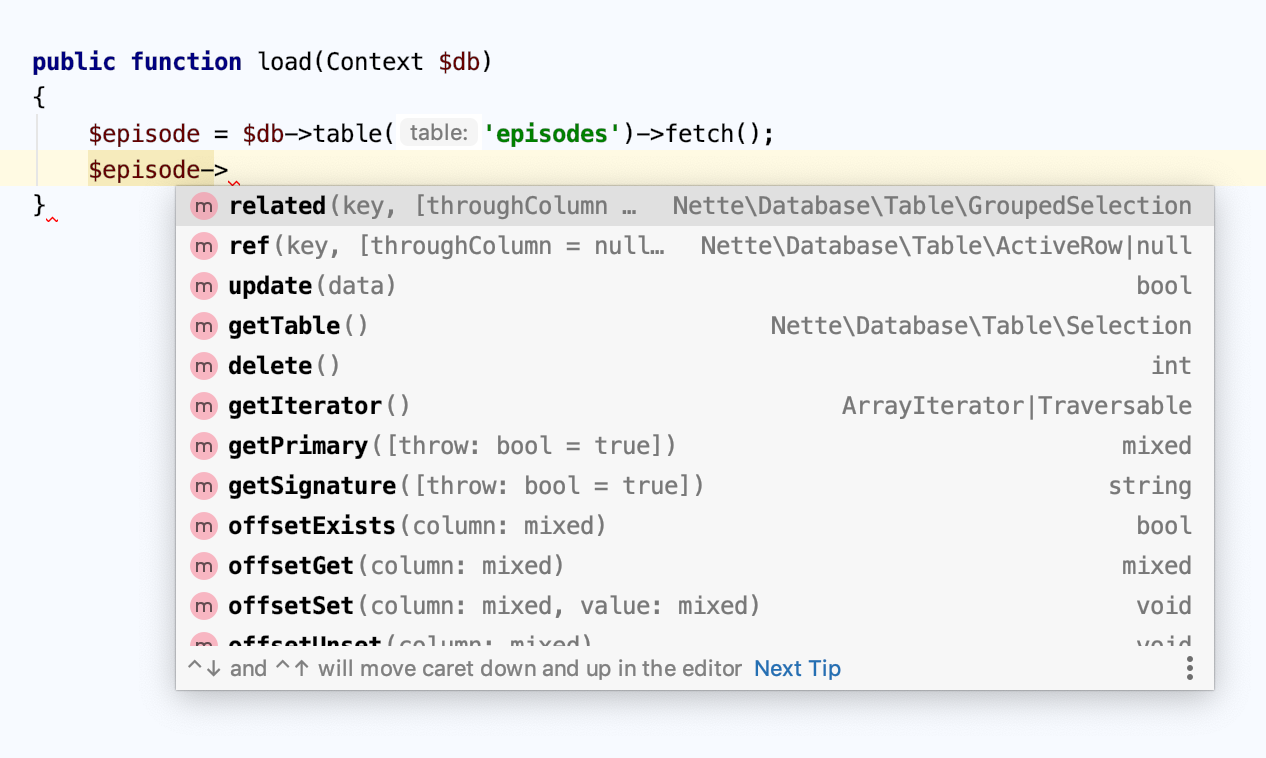 public function load(Context $db)
{
$episode = $db->table( table: 'episodes')->fetch();
$episode->
}
m related(key, [throughColumn … Nette\Database\Table\GroupedSelection
m ref(key, [throughColumn = null… Nette\Database\Table\ActiveRow|null
m update(data) bool
m getTable() Nette\Database\Table\Selection
m delete() int
m getIterator() ArrayIterator|Traversable
m getPrimary([throw: bool = true]) mixed
m getSignature([throw: bool = true]) string
m offsetExists(column: mixed) bool
m offsetGet(column: mixed) mixed
m offsetSet(column: mixed, value: mixed) void
m offsetUnset(column: mixed) void
^↓ and ^↑ will move caret down and up in the editor Next Tip